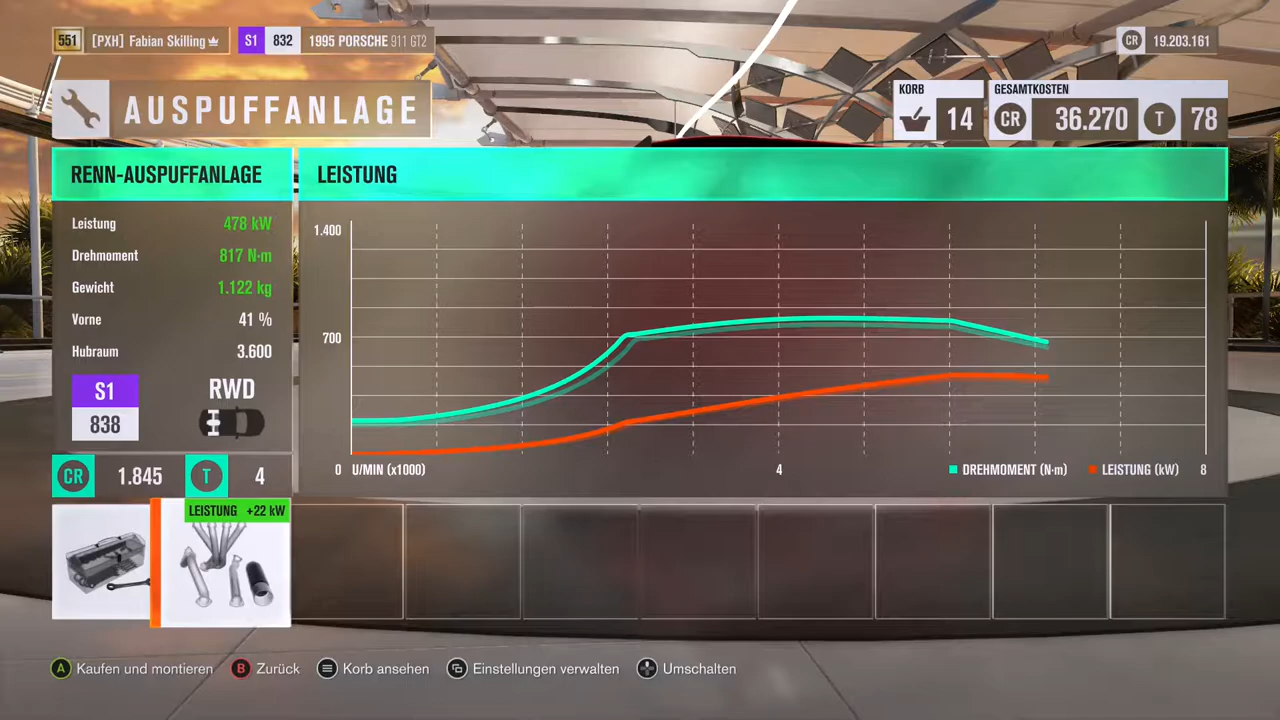 551 [PXH] Fabian Skilling S1 832 1995 PORSCHE 911 GT2 CR 19.203.161
AUSPUFFANLAGE
KORB
14
GESAMTKOSTEN
CR 36.270 T 78
RENN-AUSPUFFANLAGE
Leistung 478 kW
Drehmoment 817 N·m
Gewicht 1.122 kg
Vorne 41 %
Hubraum 3.600
S1 RWD
838
CR 1.845 T 4
LEISTUNG
1.400
700
0 U/MIN (x1000) 4 DREHMOMENT (N·m) LEISTUNG (kW) 8
LEISTUNG +22 kW
A Kaufen und montieren B Zurück Korb ansehen Einstellungen verwalten Umschalten